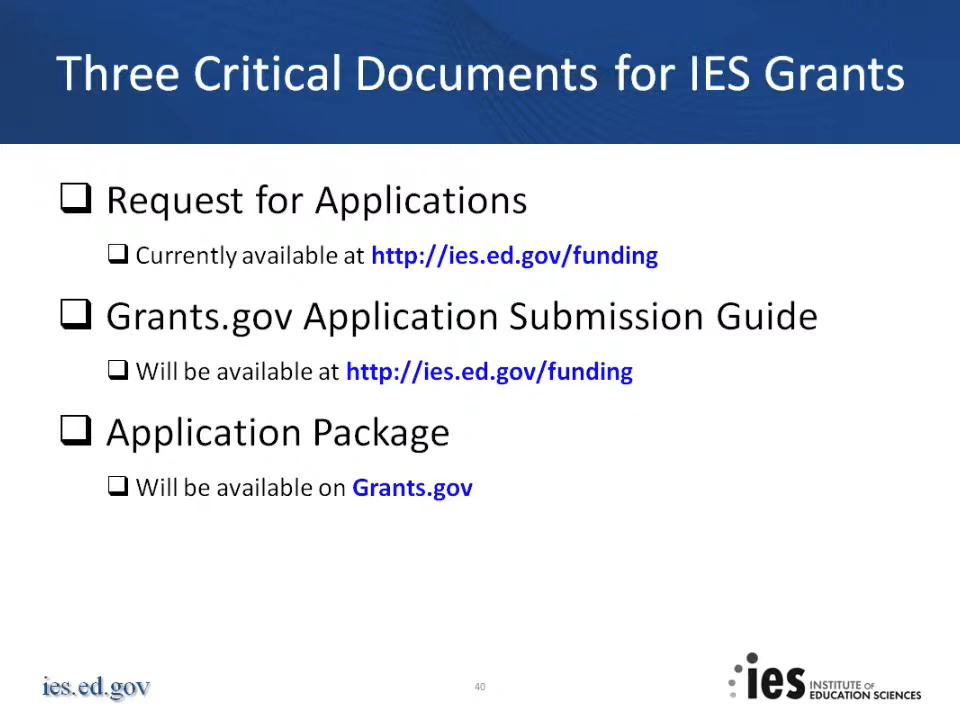 Three Critical Documents for IES Grants
Request for Applications
Currently available at http://ies.ed.gov/funding
Grants.gov Application Submission Guide
Will be available at http://ies.ed.gov/funding
Application Package
Will be available on Grants.gov
ies.ed.gov
40
ies INSTITUTE OF
EDUCATION SCIENCES